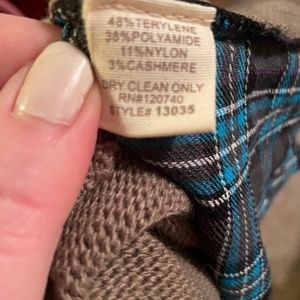 48%TERYLENE
38%POLYAMIDE
11%NYLON
3%CASHMERE
DRY CLEAN ONLY
RN#120740
STYLE# 13035